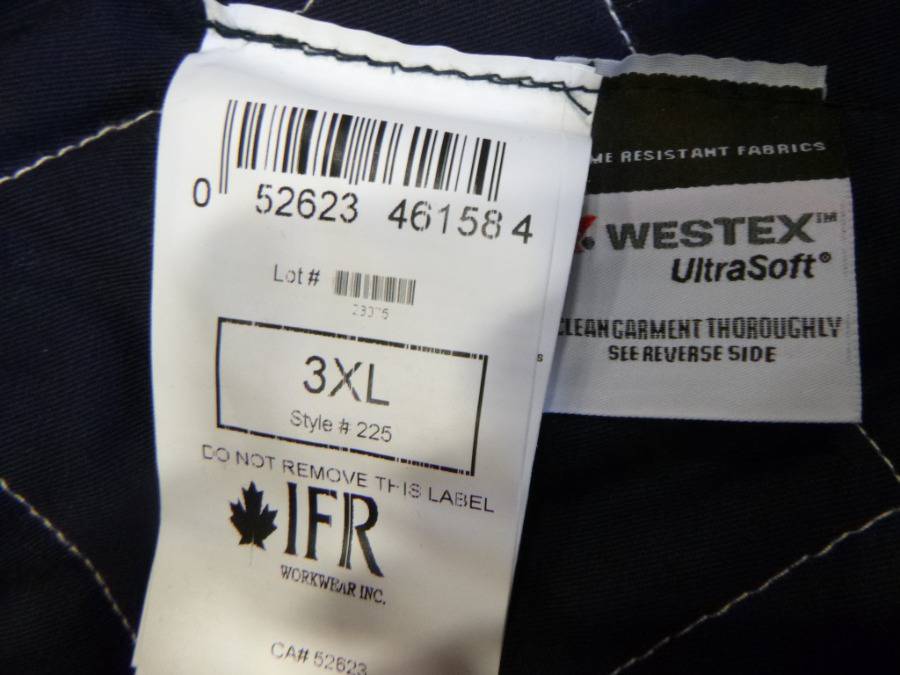 0 52623 46158 4
Lot #
3XL
Style # 225
DO NOT REMOVE THIS LABEL
IFR
WORKWEAR INC.
CA# 52623
RESISTANT FABRICS
WESTEX™
UltraSoft®
CLEAN GARMENT THOROUGHLY
SEE REVERSE SIDE